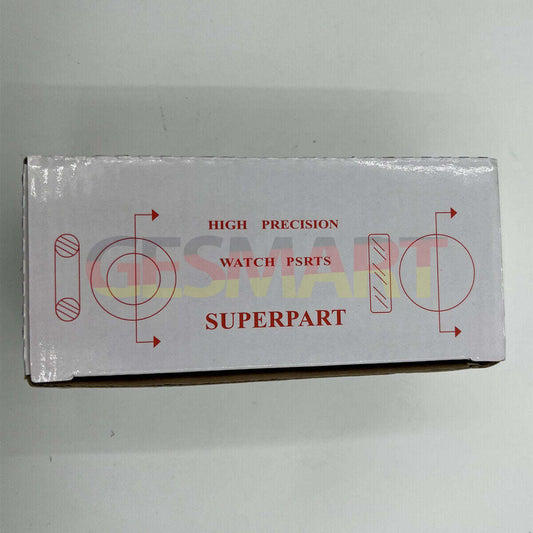 HIGH PRECISION
GESMART
WATCH PSRTS
SUPERPART